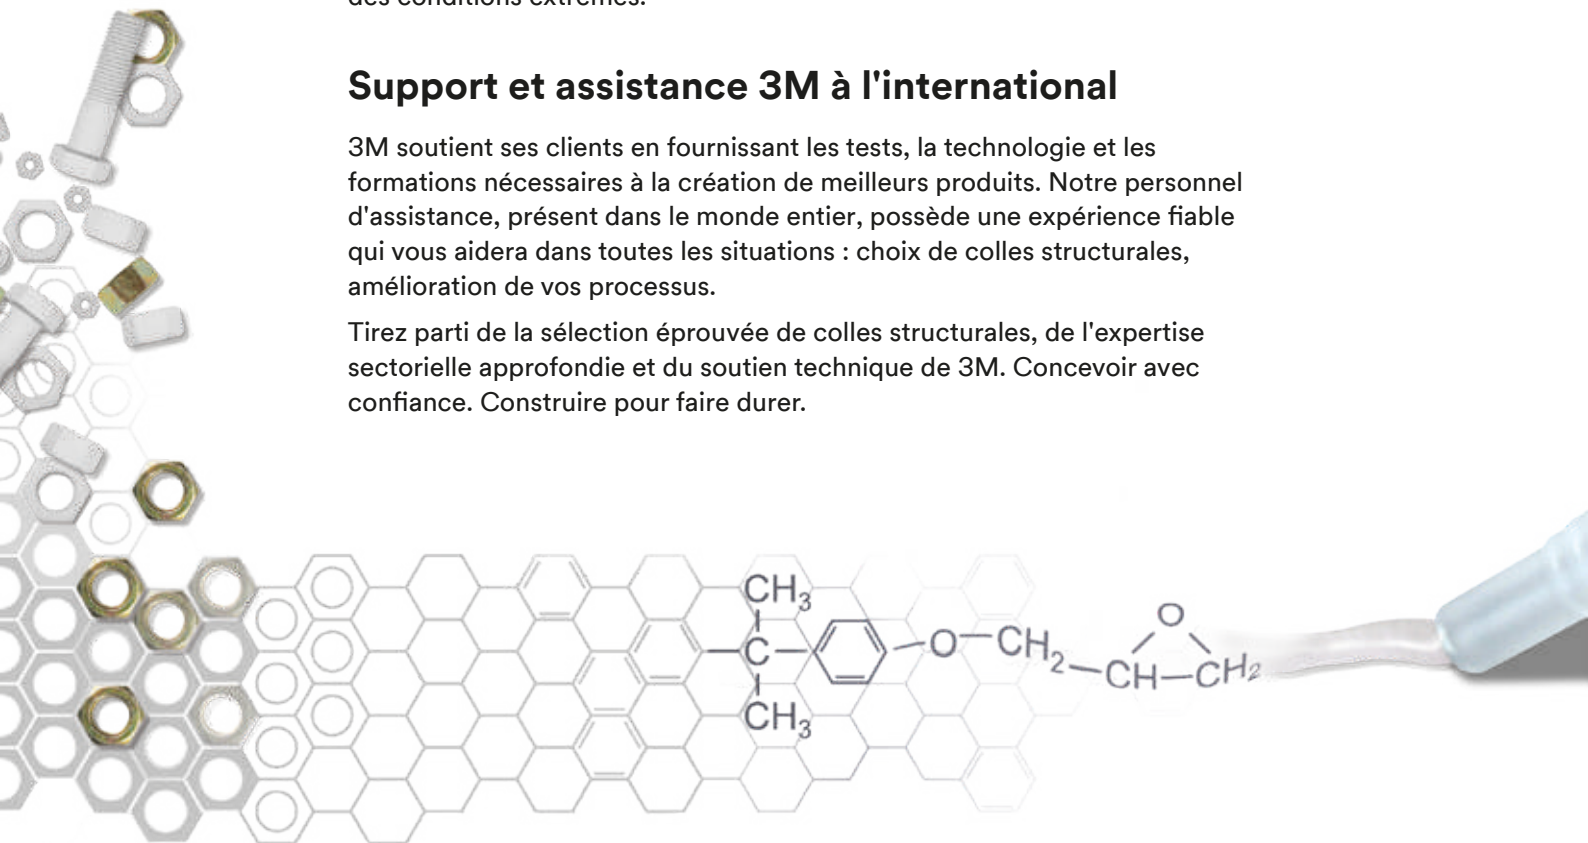 des conditions extrêmes.
Support et assistance 3M à l'international
3M soutient ses clients en fournissant les tests, la technologie et les
formations nécessaires à la création de meilleurs produits. Notre personnel
d'assistance, présent dans le monde entier, possède une expérience fiable
qui vous aidera dans toutes les situations : choix de colles structurales,
amélioration de vos processus.
Tirez parti de la sélection éprouvée de colles structurales, de l'expertise
sectorielle approfondie et du soutien technique de 3M. Concevoir avec
confiance. Construire pour faire durer.
CH3
C
CH3
O
CH2
CH
O
CH2